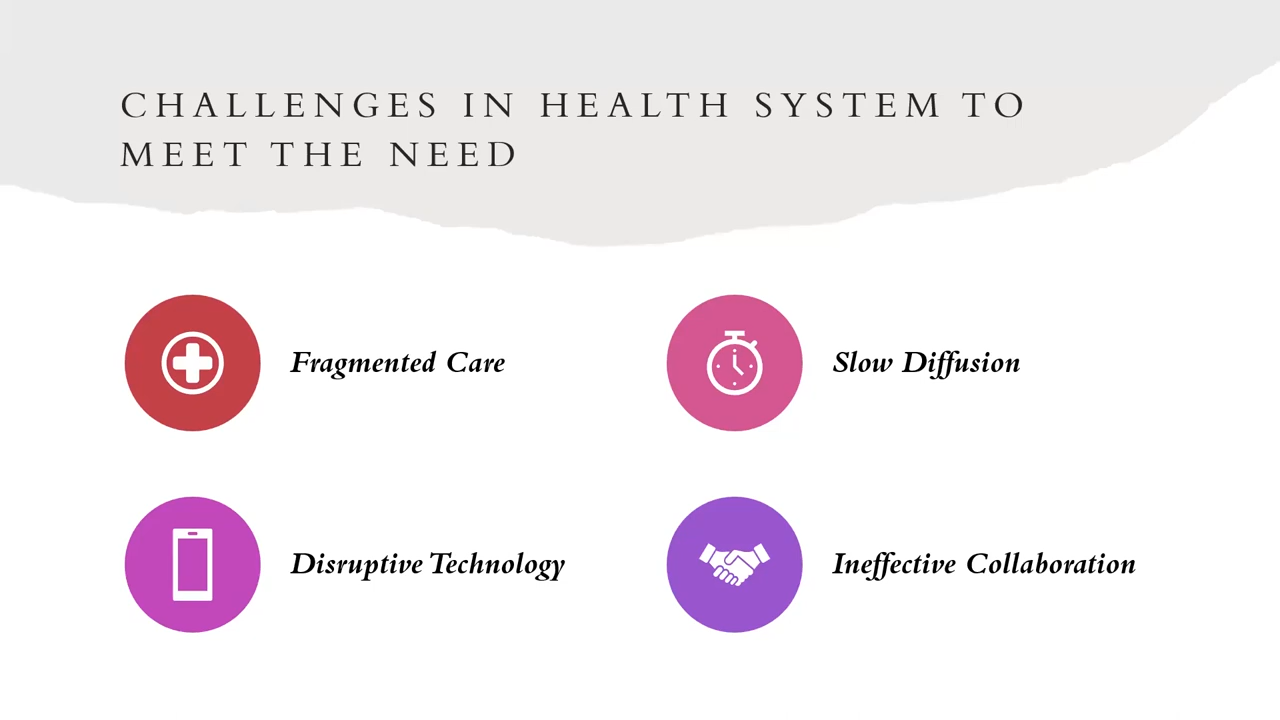 CHALLENGES IN HEALTH SYSTEM TO
MEET THE NEED
Fragmented Care
Slow Diffusion
Disruptive Technology
Ineffective Collaboration